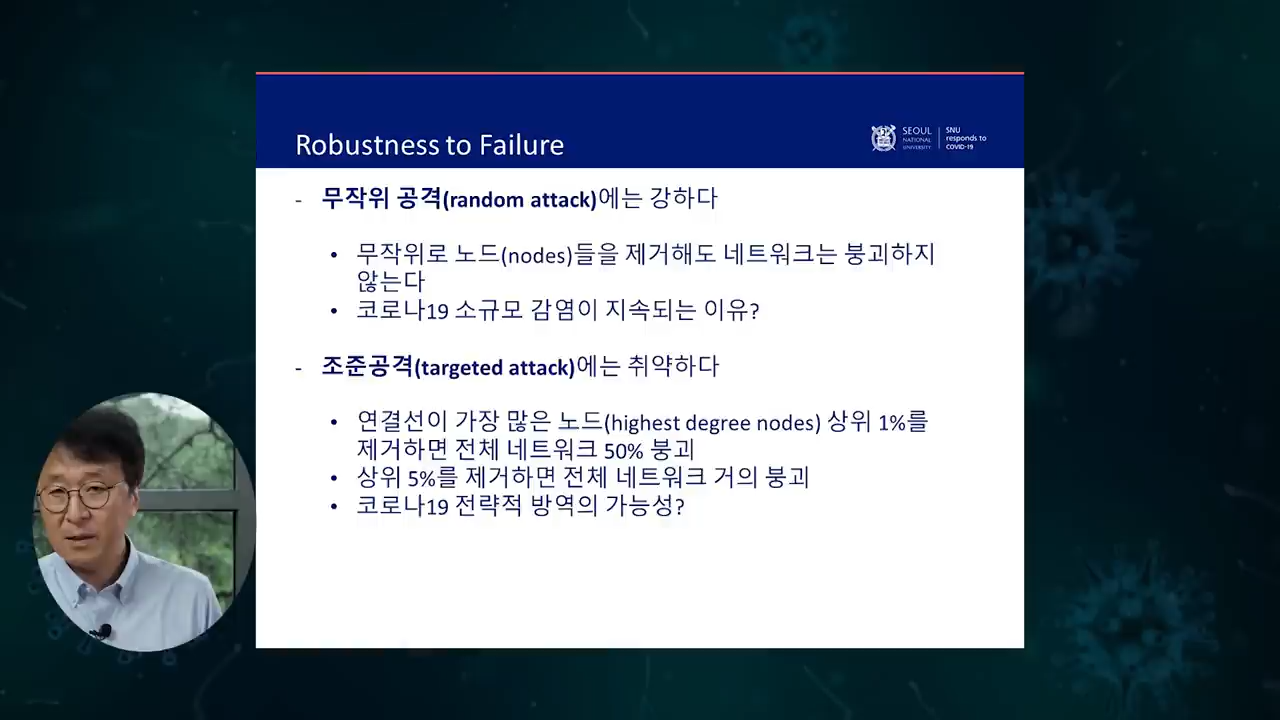 Robustness to Failure
SEOUL
NATIONAL
UNIVERSITY
SNU
responds to
COVID-19
- 무작위 공격(random attack)에는 강하다
• 무작위로 노드(nodes)들을 제거해도 네트워크는 붕괴하지
않는다
• 코로나19 소규모 감염이 지속되는 이유?
- 조준공격(targeted attack)에는 취약하다
• 연결선이 가장 많은 노드(highest degree nodes) 상위 1%를
제거하면 전체 네트워크 50% 붕괴
• 상위 5%를 제거하면 전체 네트워크 거의 붕괴
• 코로나19 전략적 방역의 가능성?